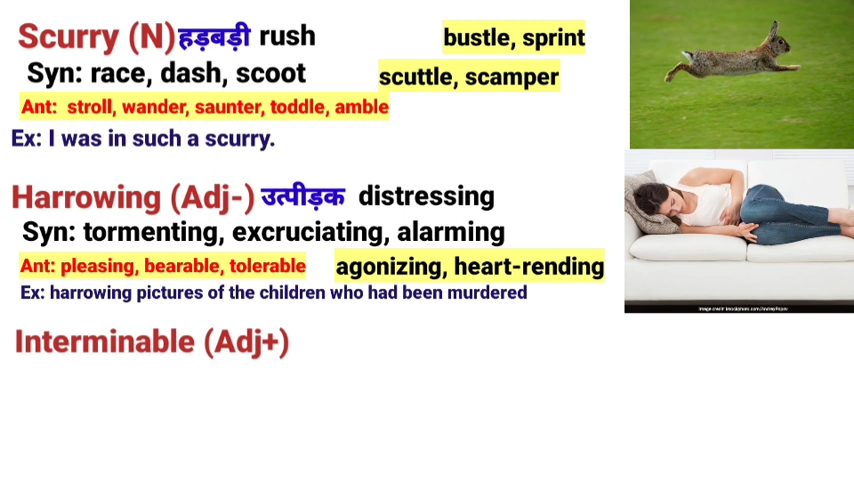 Scurry (N) हड़बड़ी rush
bustle, sprint
Syn: race, dash, scoot
scuttle, scamper
Ant: stroll, wander, saunter, toddle, amble
Ex: I was in such a scurry.
Harrowing (Adj-) उत्पीड़क distressing
Syn: tormenting, excruciating, alarming
Ant: pleasing, bearable, tolerable
agonizing, heart-rending
Ex: harrowing pictures of the children who had been murdered
Interminable (Adj+)